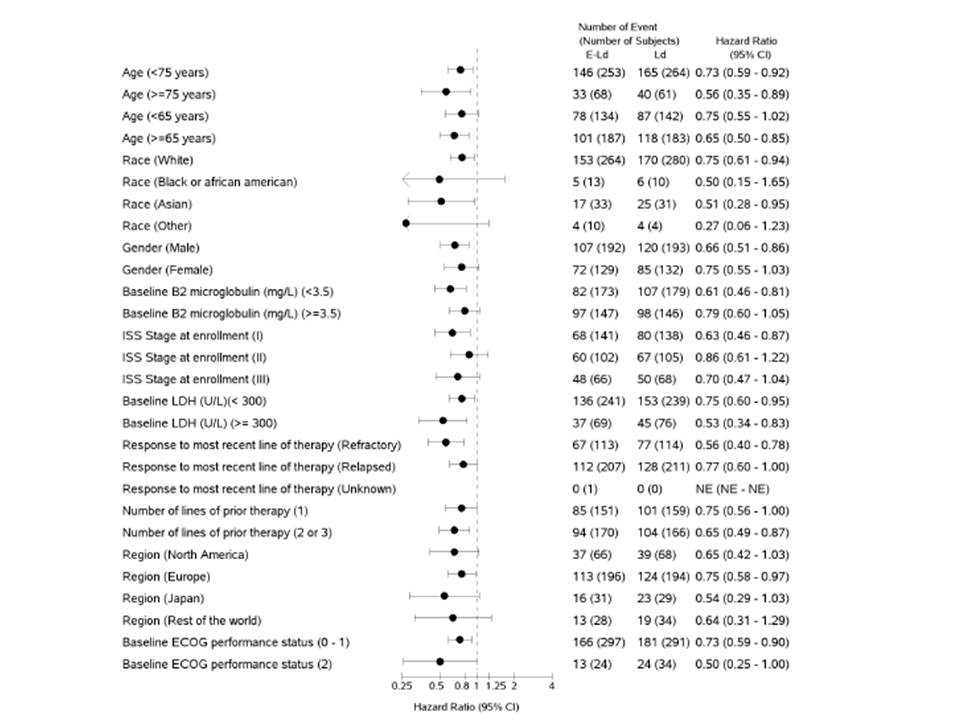 Number of Event
(Number of Subjects) Hazard Ratio
E-Ld Ld (95% CI)
Age (<75 years) 146 (253) 165 (264) 0.73 (0.59 - 0.92)
Age (>=75 years) 33 (68) 40 (61) 0.56 (0.35 - 0.89)
Age (<65 years) 78 (134) 87 (142) 0.75 (0.55 - 1.02)
Age (>=65 years) 101 (187) 118 (183) 0.65 (0.50 - 0.85)
Race (White) 153 (264) 170 (280) 0.75 (0.61 - 0.94)
Race (Black or african american) 5 (13) 6 (10) 0.50 (0.15 - 1.65)
Race (Asian) 17 (33) 25 (31) 0.51 (0.28 - 0.95)
Race (Other) 4 (10) 4 (4) 0.27 (0.06 - 1.23)
Gender (Male) 107 (192) 120 (193) 0.66 (0.51 - 0.86)
Gender (Female) 72 (129) 85 (132) 0.75 (0.55 - 1.03)
Baseline B2 microglobulin (mg/L) (<3.5) 82 (173) 107 (179) 0.61 (0.46 - 0.81)
Baseline B2 microglobulin (mg/L) (>=3.5) 97 (147) 98 (146) 0.79 (0.60 - 1.05)
ISS Stage at enrollment (I) 68 (141) 80 (138) 0.63 (0.46 - 0.87)
ISS Stage at enrollment (II) 60 (102) 67 (105) 0.86 (0.61 - 1.22)
ISS Stage at enrollment (III) 48 (66) 50 (68) 0.70 (0.47 - 1.04)
Baseline LDH (U/L)(< 300) 136 (241) 153 (239) 0.75 (0.60 - 0.95)
Baseline LDH (U/L) (>= 300) 37 (69) 45 (76) 0.53 (0.34 - 0.83)
Response to most recent line of therapy (Refractory) 67 (113) 77 (114) 0.56 (0.40 - 0.78)
Response to most recent line of therapy (Relapsed) 112 (207) 128 (211) 0.77 (0.60 - 1.00)
Response to most recent line of therapy (Unknown) 0 (1) 0 (0) NE (NE - NE)
Number of lines of prior therapy (1) 85 (151) 101 (159) 0.75 (0.56 - 1.00)
Number of lines of prior therapy (2 or 3) 94 (170) 104 (166) 0.65 (0.49 - 0.87)
Region (North America) 37 (66) 39 (68) 0.65 (0.42 - 1.03)
Region (Europe) 113 (196) 124 (194) 0.75 (0.58 - 0.97)
Region (Japan) 16 (31) 23 (29) 0.54 (0.29 - 1.03)
Region (Rest of the world) 13 (28) 19 (34) 0.64 (0.31 - 1.29)
Baseline ECOG performance status (0 - 1) 166 (297) 181 (291) 0.73 (0.59 - 0.90)
Baseline ECOG performance status (2) 13 (24) 24 (34) 0.50 (0.25 - 1.00)
0.25 0.5 0.8 1 1.25 2 4
Hazard Ratio (95% CI)